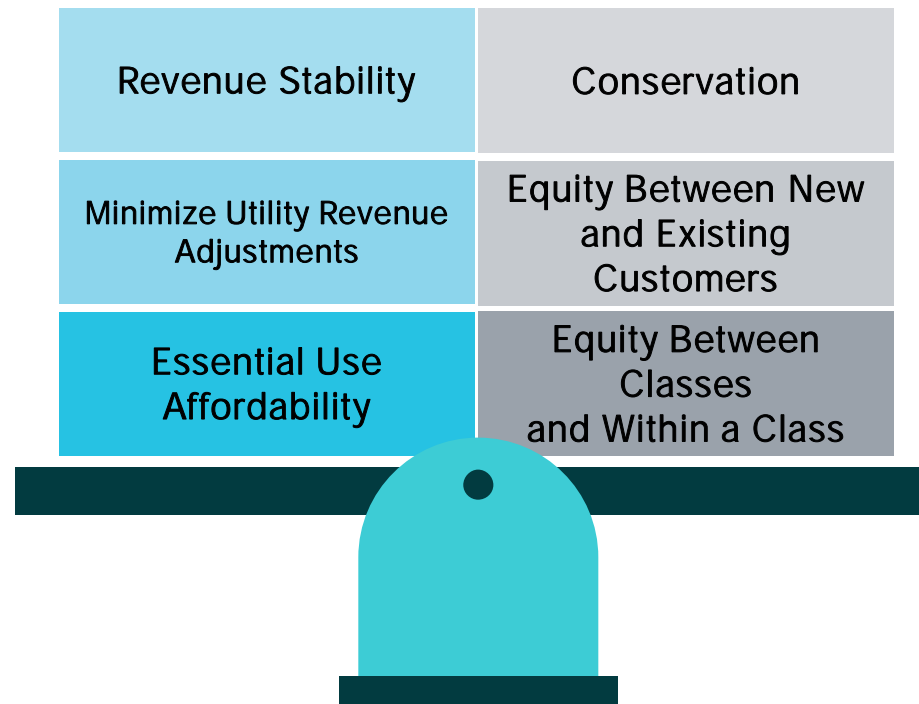 Revenue Stability
Conservation
Minimize Utility Revenue
Adjustments
Equity Between New
and Existing
Customers
Essential Use
Affordability
Equity Between
Classes
and Within a Class